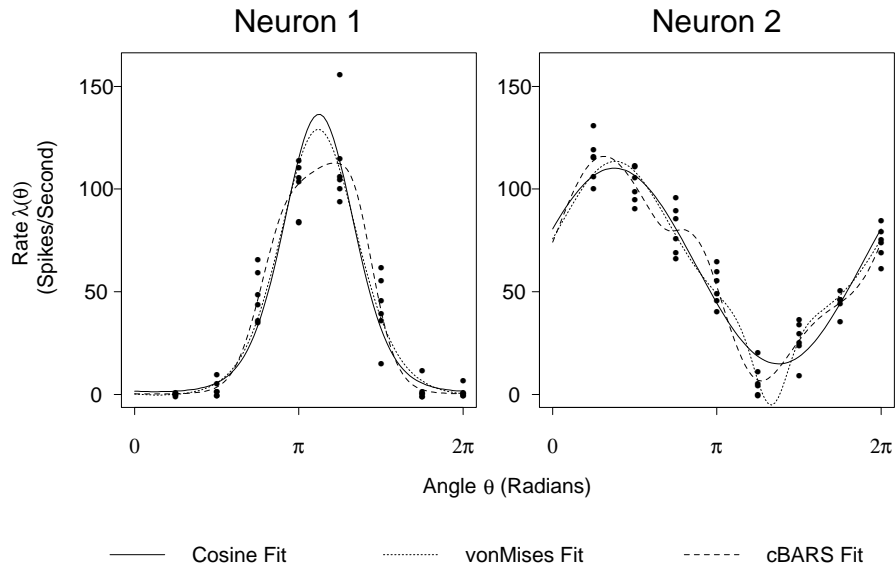 Neuron 1
Neuron 2
Rate λ(θ)
(Spikes/Second)
150
100
50
0
0
π
2π
150
100
50
0
0
π
2π
Angle θ (Radians)
Cosine Fit
vonMises Fit
cBARS Fit